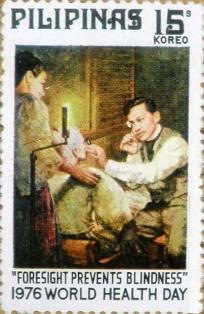 PILIPINAS 15s
KOREO
"FORESIGHT PREVENTS BLINDNESS"
1976 WORLD HEALTH DAY